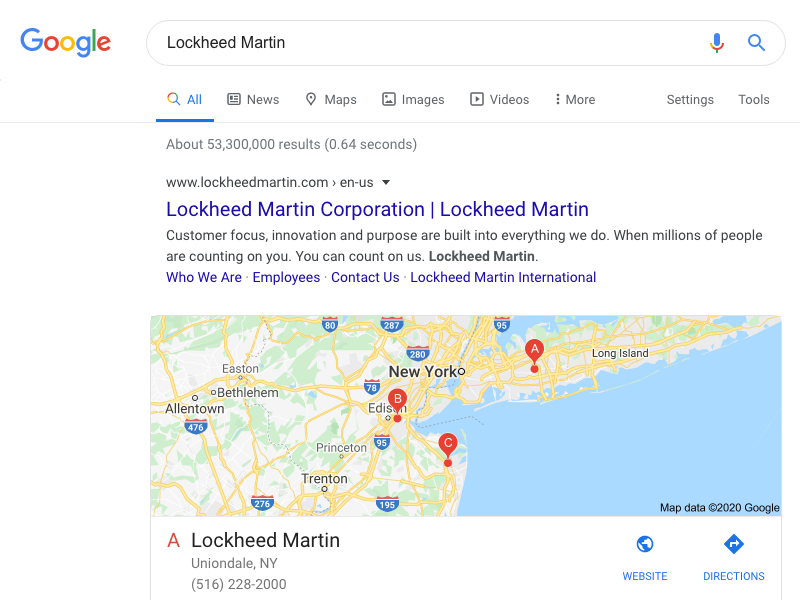 Google
Lockheed Martin
All News Maps Images Videos More Settings Tools
About 53,300,000 results (0.64 seconds)
www.lockheedmartin.com › en-us
Lockheed Martin Corporation | Lockheed Martin
Customer focus, innovation and purpose are built into everything we do. When millions of people
are counting on you. You can count on us. Lockheed Martin.
Who We Are · Employees · Contact Us · Lockheed Martin International
80 287 95
A
280
Long Island
Easton
New York
78
Bethlehem
B
Allentown
Edison
476
95
C
Princeton
Trenton
276
195
Map data ©2020 Google
A Lockheed Martin
Uniondale, NY
(516) 228-2000
WEBSITE DIRECTIONS